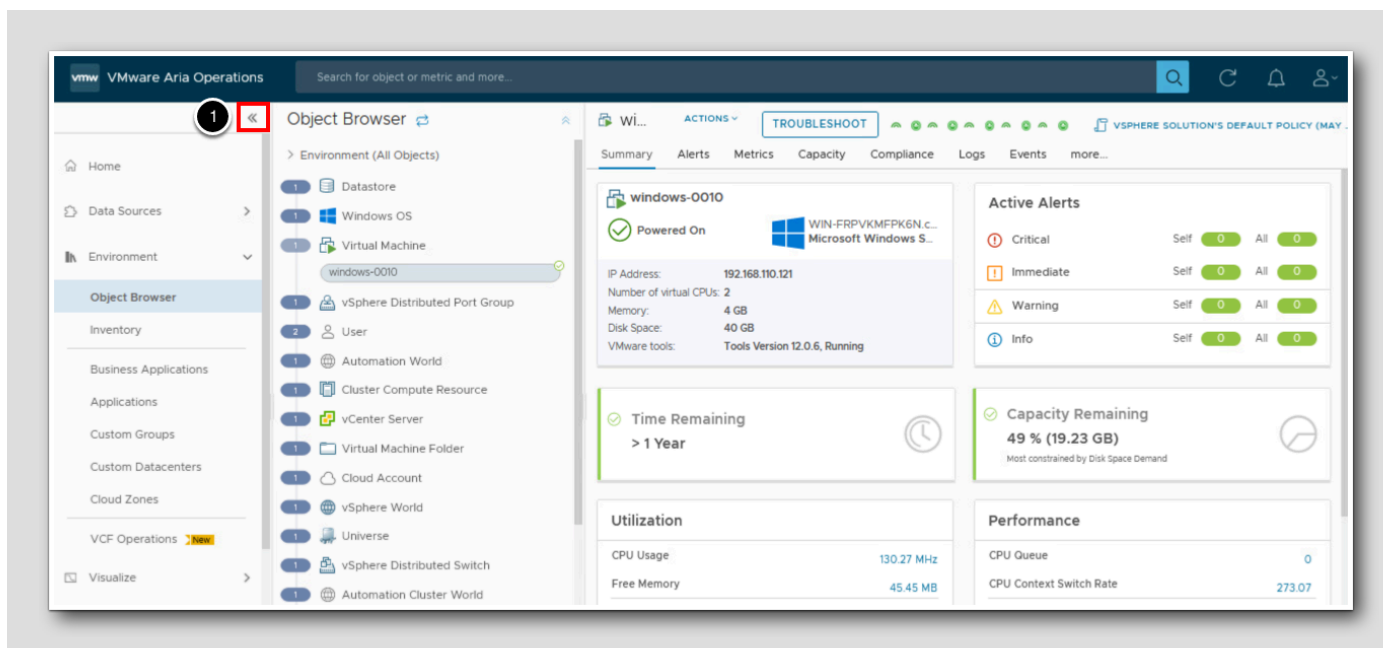 vmw VMware Aria Operations
Search for object or metric and more...
1
Home
Data Sources
Environment
Object Browser
Inventory
Business Applications
Applications
Custom Groups
Custom Datacenters
Cloud Zones
VCF Operations New
Visualize
Object Browser
Environment (All Objects)
1 Datastore
1 Windows OS
1 Virtual Machine
windows-0010
1 vSphere Distributed Port Group
2 User
1 Automation World
1 Cluster Compute Resource
1 vCenter Server
1 Virtual Machine Folder
1 Cloud Account
1 vSphere World
1 Universe
1 vSphere Distributed Switch
1 Automation Cluster World
wi... ACTIONS TROUBLESHOOT VSPHERE SOLUTION'S DEFAULT POLICY (MAY .
Summary Alerts Metrics Capacity Compliance Logs Events more...
windows-0010
Powered On
WIN-FRPVKMFPK6N.c...
Microsoft Windows S...
IP Address: 192.168.110.121
Number of virtual CPUs: 2
Memory: 4 GB
Disk Space: 40 GB
VMware tools: Tools Version 12.0.6, Running
Active Alerts
Critical Self 0 All 0
Immediate Self 0 All 0
Warning Self 0 All 0
Info Self 0 All 0
Time Remaining
> 1 Year
Capacity Remaining
49 % (19.23 GB)
Most constrained by Disk Space Demand
Utilization
CPU Usage 130.27 MHz
Free Memory 45.45 MB
Performance
CPU Queue 0
CPU Context Switch Rate 273.07